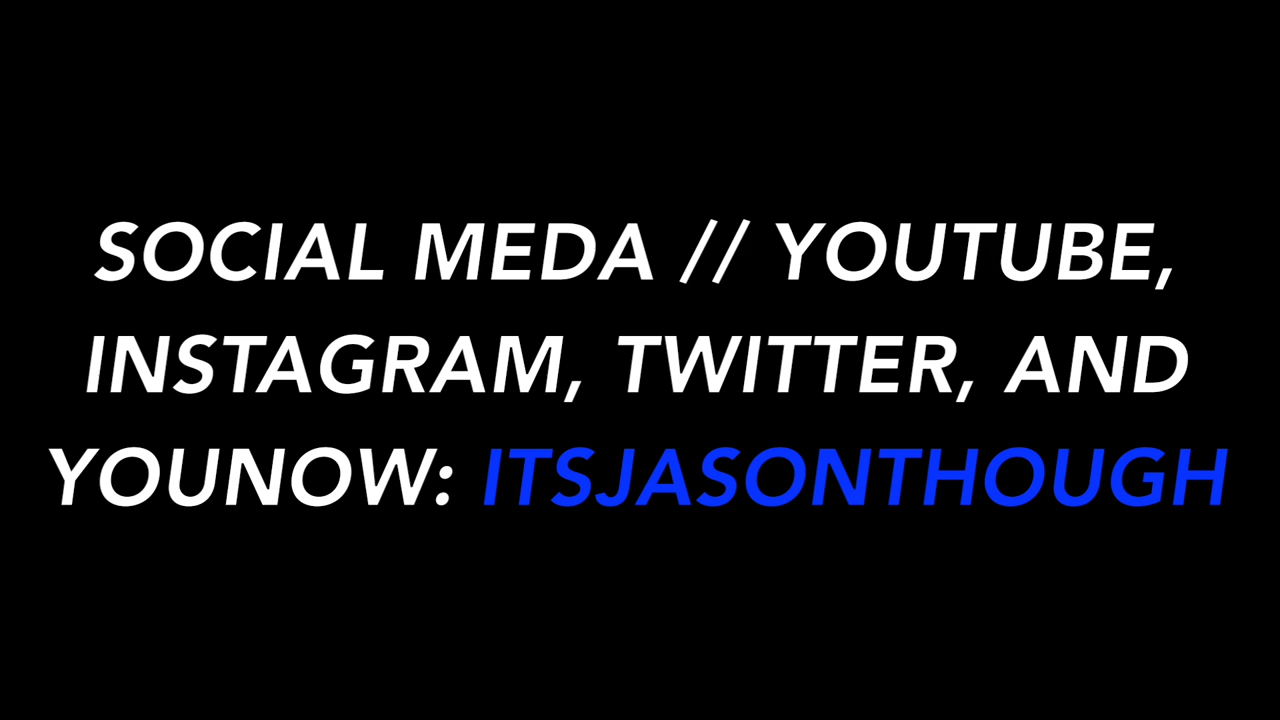 SOCIAL MEDA // YOUTUBE,
INSTAGRAM, TWITTER, AND
YOUNOW: ITSJASONTHOUGH